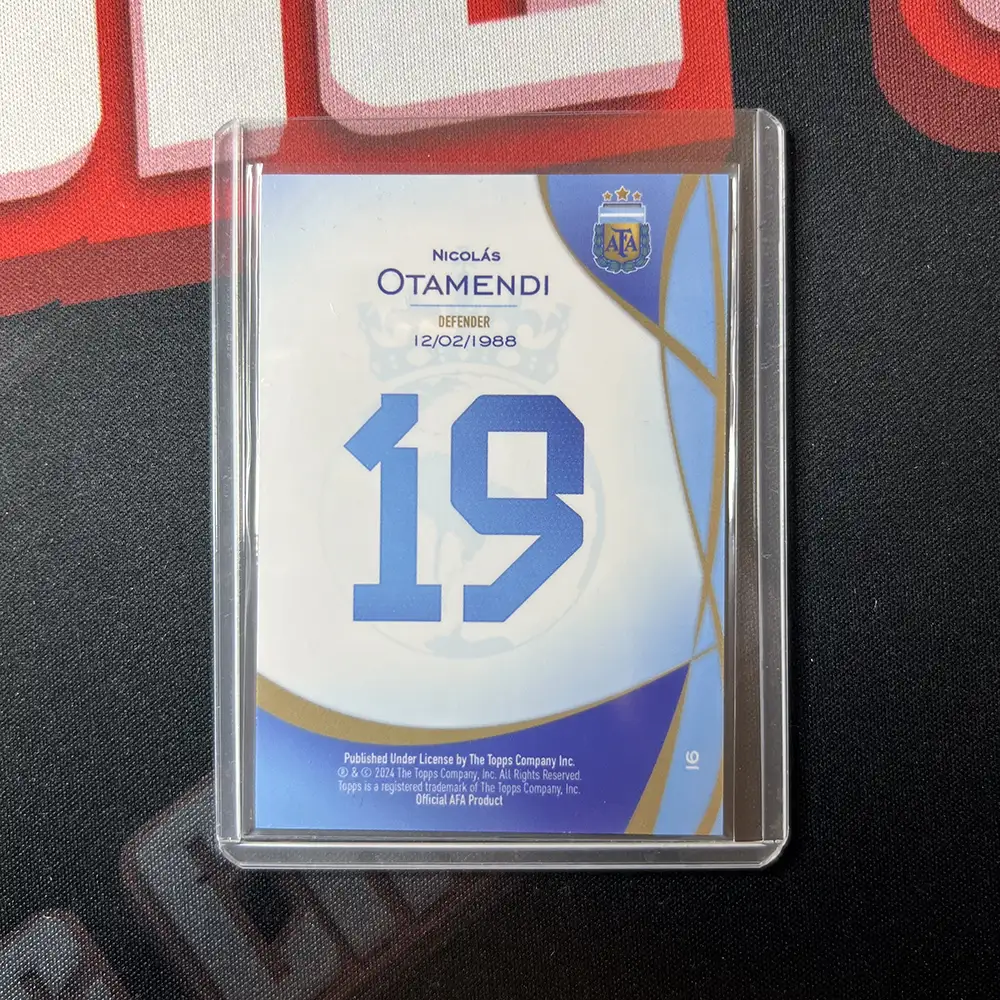 AFA
NICOLÁS
OTAMENDI
DEFENDER
12/02/1988
19
Published Under License by The Topps Company Inc.
® & © 2024 The Topps Company, Inc. All Rights Reserved.
Topps is a registered trademark of The Topps Company, Inc.
Official AFA Product
16